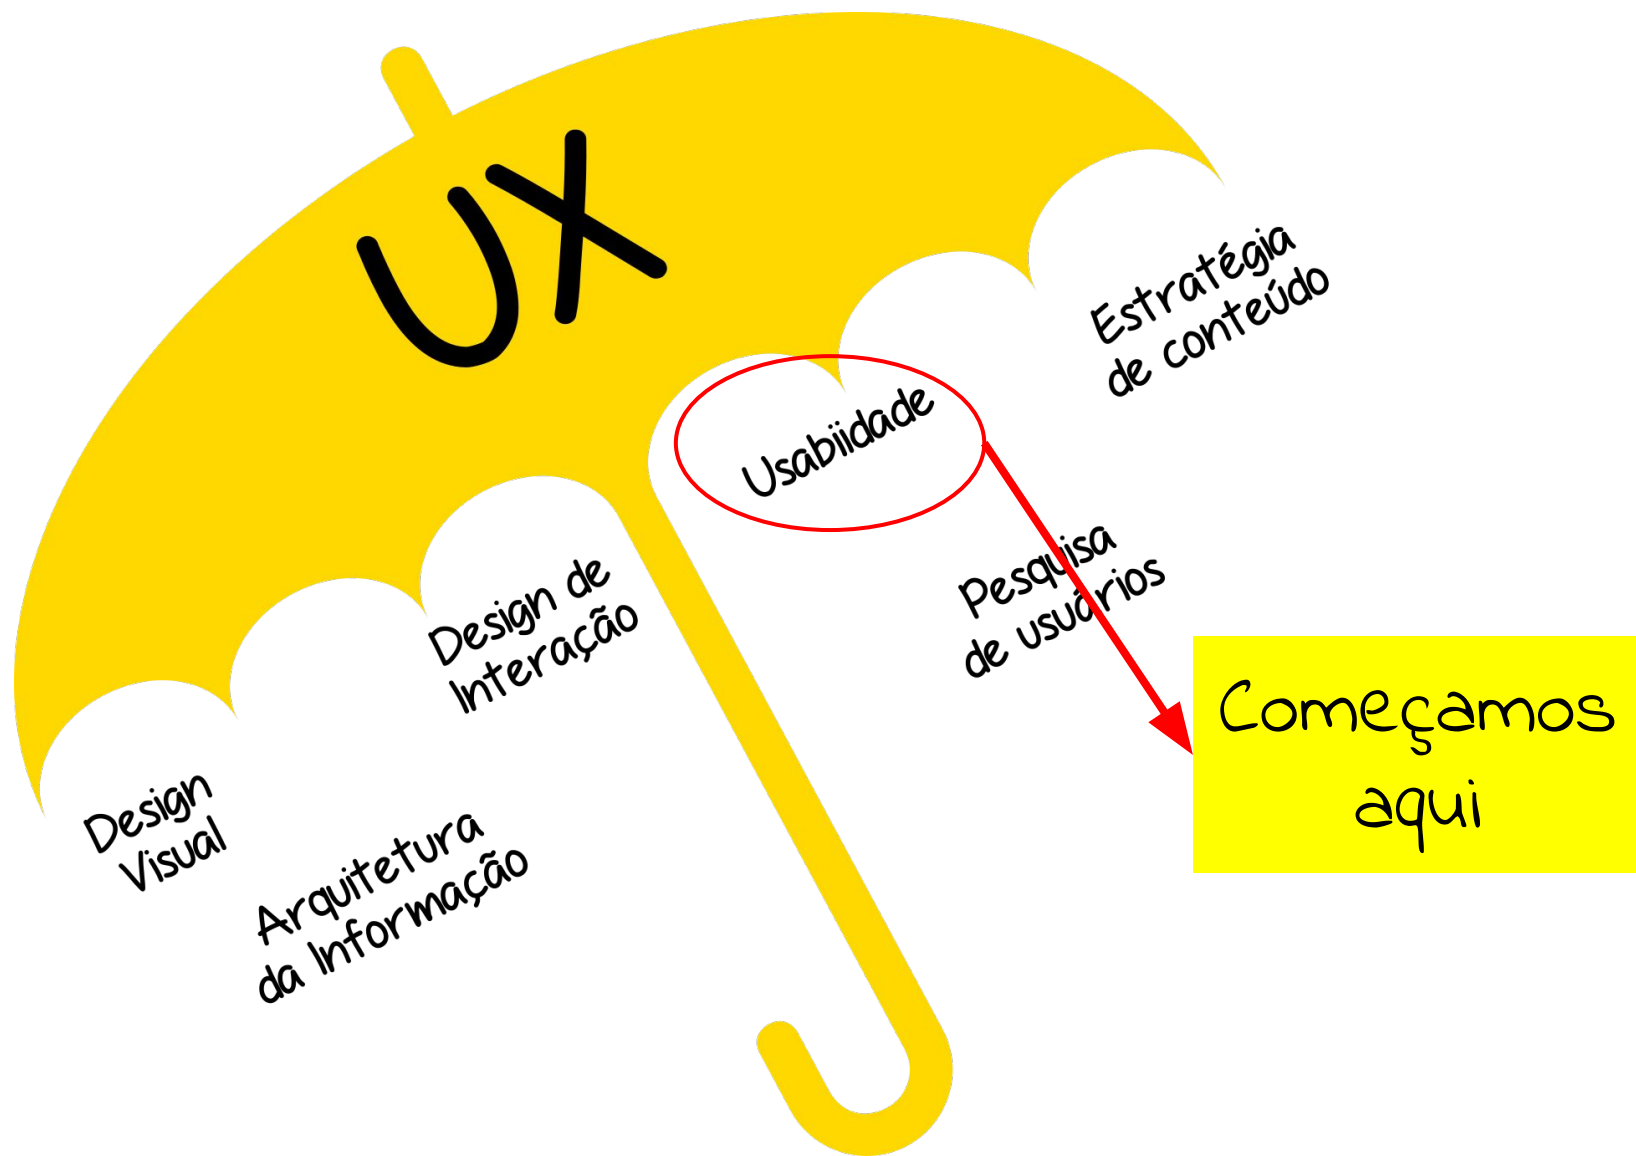 UX
Estratégia
de conteúdo
Usabiidade
Pesquisa
de usuários
Design de
Interação
Design
Visual
Arquitetura
da Informação
Começamos
aqui